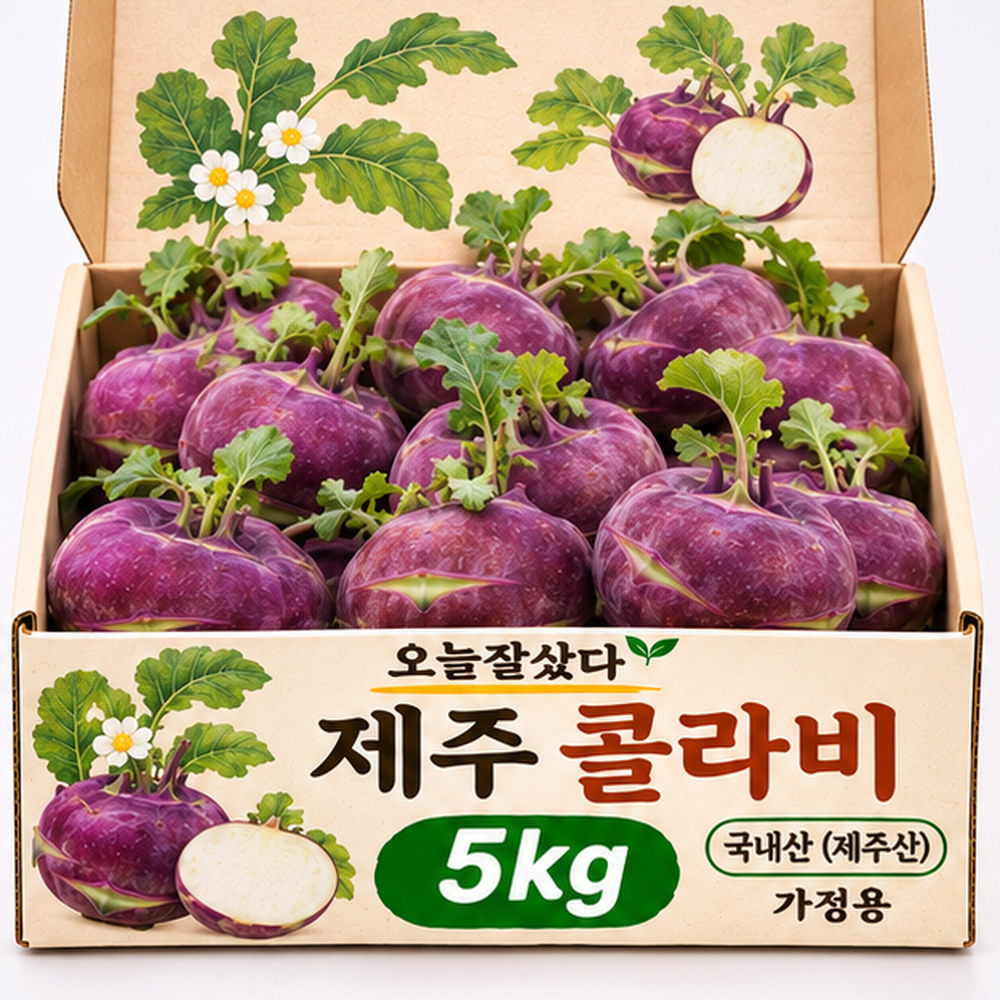 오늘잘샀다
제주 콜라비
5kg
국내산 (제주산)
가정용